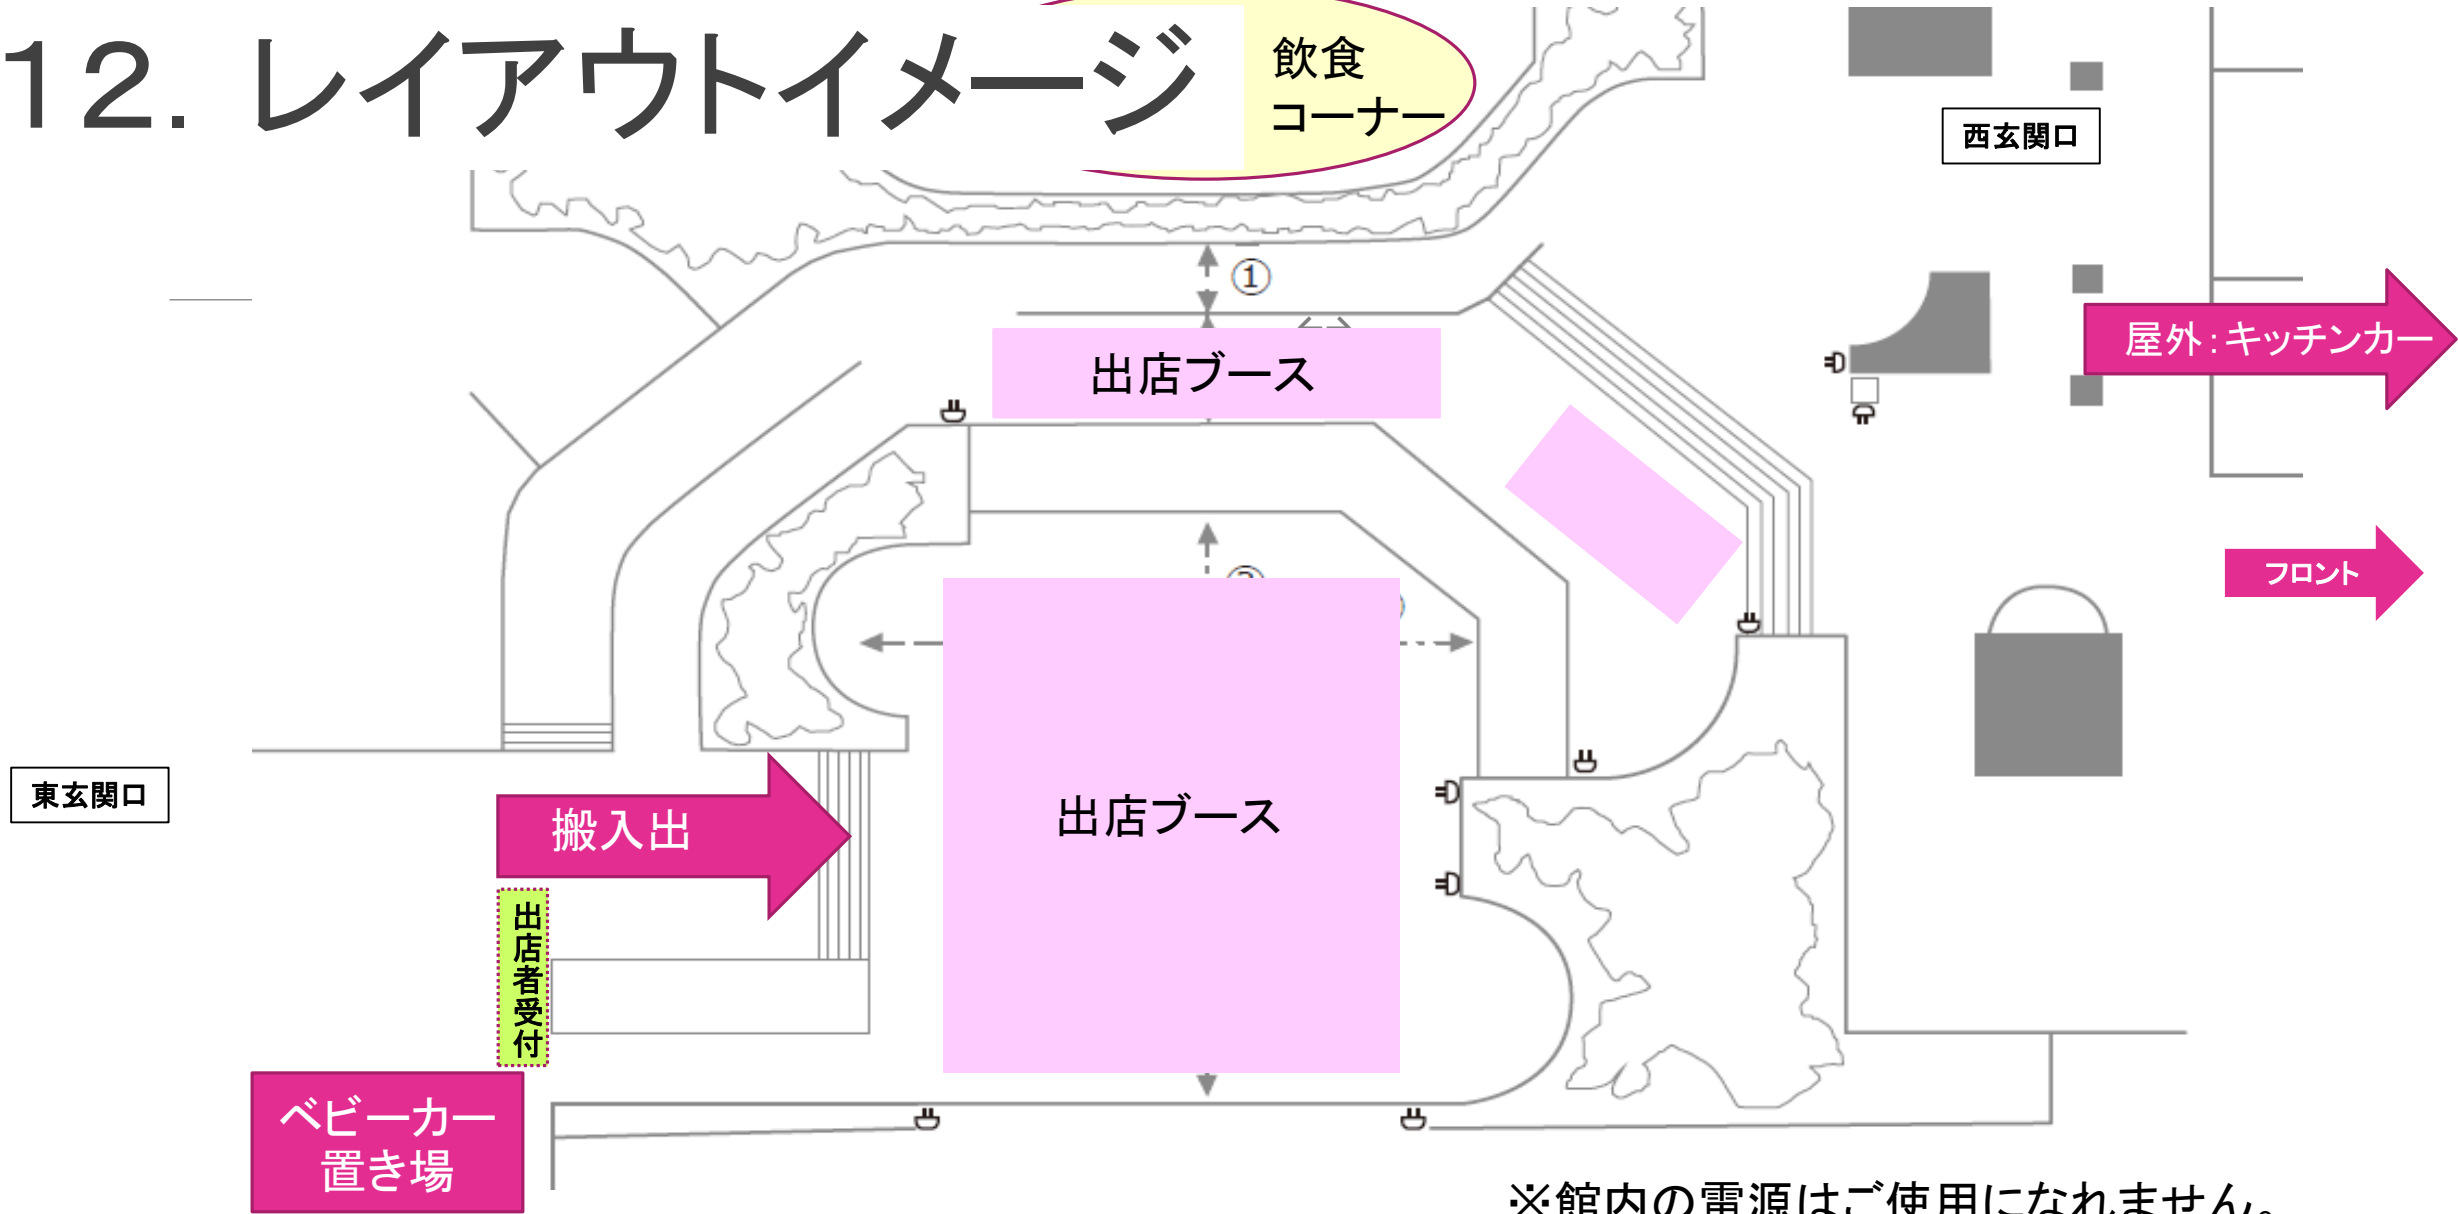 12. レイアウトイメージ
飲食
コーナー
西玄関口
①
屋外：キッチンカー
出店ブース
フロント
東玄関口
搬入出
出店ブース
出店者受付
ベビーカー
置き場
※館内の電源はご使用になれません。